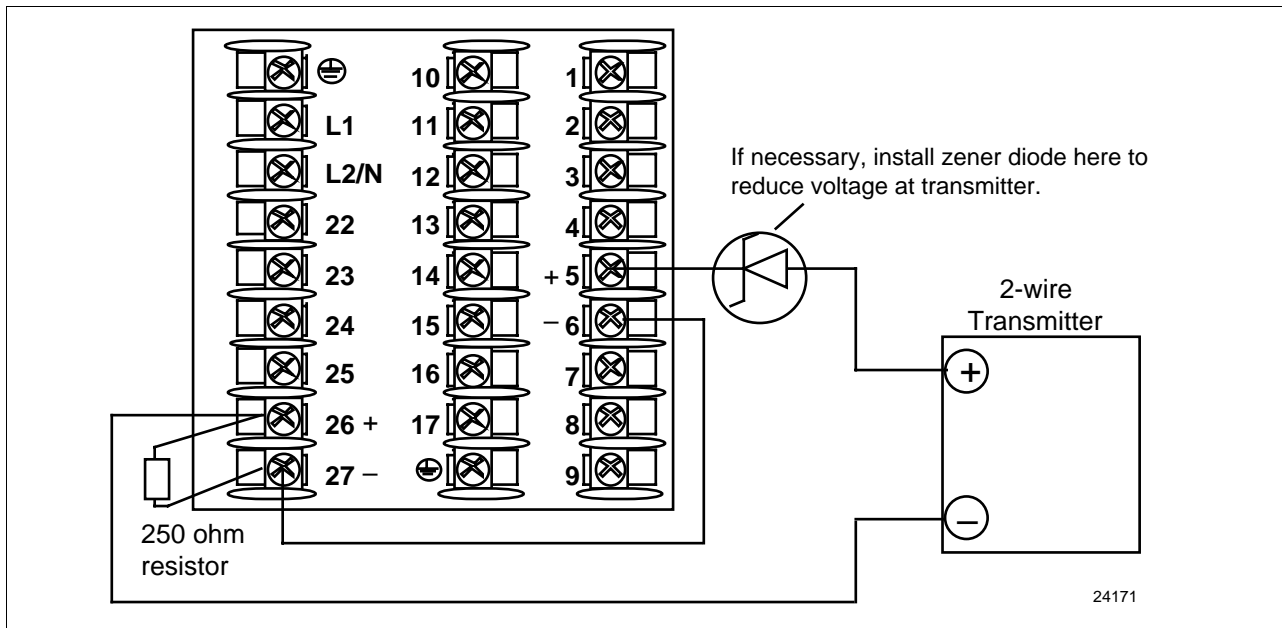 10 1
L1 11 2
L2/N 12 3
22 13 4
23 14 + 5
24 15 – 6
25 16 7
26 + 17 8
27 – 9
If necessary, install zener diode here to
reduce voltage at transmitter.
2-wire
Transmitter
+
–
250 ohm
resistor
24171